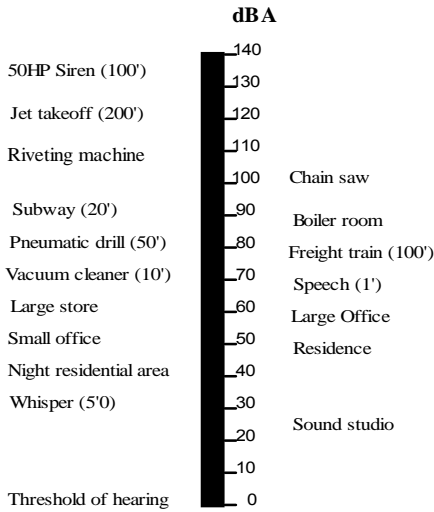 dBA
140
50HP Siren (100')
130
Jet takeoff (200')
120
110
Riveting machine
100
Chain saw
Subway (20')
90
Boiler room
Pneumatic drill (50')
80
Freight train (100')
Vacuum cleaner (10')
70
Speech (1')
Large store
60
Large Office
Small office
50
Residence
Night residential area
40
Whisper (5'0)
30
Sound studio
20
10
Threshold of hearing
0